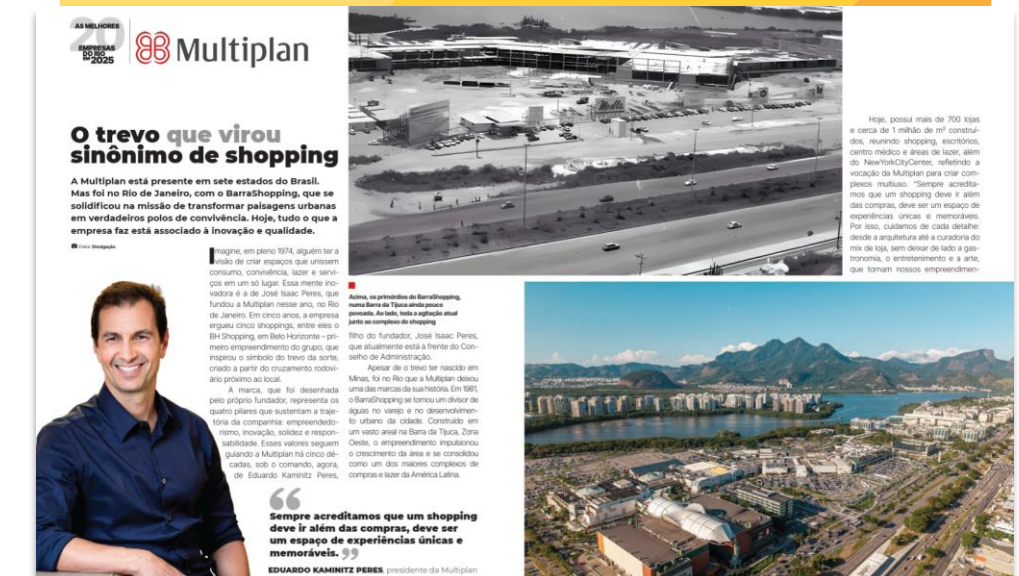 AS MELHORES
20
EMPRESAS
DO RIO
EM 2025
Multiplan
O trevo que virou
sinônimo de shopping
A Multiplan está presente em sete estados do Brasil.
Mas foi no Rio de Janeiro, com o BarraShopping, que se
solidificou na missão de transformar paisagens urbanas
em verdadeiros polos de convivência. Hoje, tudo o que a
empresa faz está associado à inovação e qualidade.
Fotos: Divulgação
Imagine, em pleno 1974, alguém ter a
visão de criar espaços que unissem
consumo, convivência, lazer e servi-
ços em um só lugar. Essa mente ino-
vadora é a de José Isaac Peres, que
fundou a Multiplan nesse ano, no Rio
de Janeiro. Em cinco anos, a empresa
ergueu cinco shoppings, entre eles o
BH Shopping, em Belo Horizonte – pri-
meiro empreendimento do grupo, que
inspirou o símbolo do trevo da sorte,
criado a partir do cruzamento rodovi-
ário próximo ao local.
A marca, que foi desenhada
pelo próprio fundador, representa os
quatro pilares que sustentam a traje-
tória da companhia: empreendedo-
rismo, inovação, solidez e respon-
sabilidade. Esses valores seguem
guiando a Multiplan há cinco dé-
cadas, sob o comando, agora,
de Eduardo Kaminitz Peres,
Acima, os primórdios do BarraShopping,
numa Barra da Tijuca ainda pouco
povoada. Ao lado, toda a agitação atual
junto ao complexo do shopping
filho do fundador, José Isaac Peres,
que atualmente está à frente do Con-
selho de Administração.
Apesar de o trevo ter nascido em
Minas, foi no Rio que a Multiplan deixou
uma das marcas da sua história. Em 1981,
o BarraShopping se tornou um divisor de
águas no varejo e no desenvolvimen-
to urbano da cidade. Construído em
um vasto areal na Barra da Tijuca, Zona
Oeste, o empreendimento impulsionou
o crescimento da área e se consolidou
como um dos maiores complexos de
compras e lazer da América Latina.
“
Sempre acreditamos que um shopping
deve ir além das compras, deve ser
um espaço de experiências únicas e
memoráveis. ”
EDUARDO KAMINITZ PERES, presidente da Multiplan
Hoje, possui mais de 700 lojas
e cerca de 1 milhão de m² construí-
dos, reunindo shopping, escritórios,
centro médico e áreas de lazer, além
do NewYorkCityCenter, refletindo a
vocação da Multiplan para criar com-
plexos multiuso. “Sempre acredita-
mos que um shopping deve ir além
das compras, deve ser um espaço de
experiências únicas e memoráveis.
Por isso, cuidamos de cada detalhe:
desde a arquitetura até a curadoria do
mix de loja, sem deixar de lado a gas-
tronomia, o entretenimento e a arte,
que tornam nossos empreendimen-